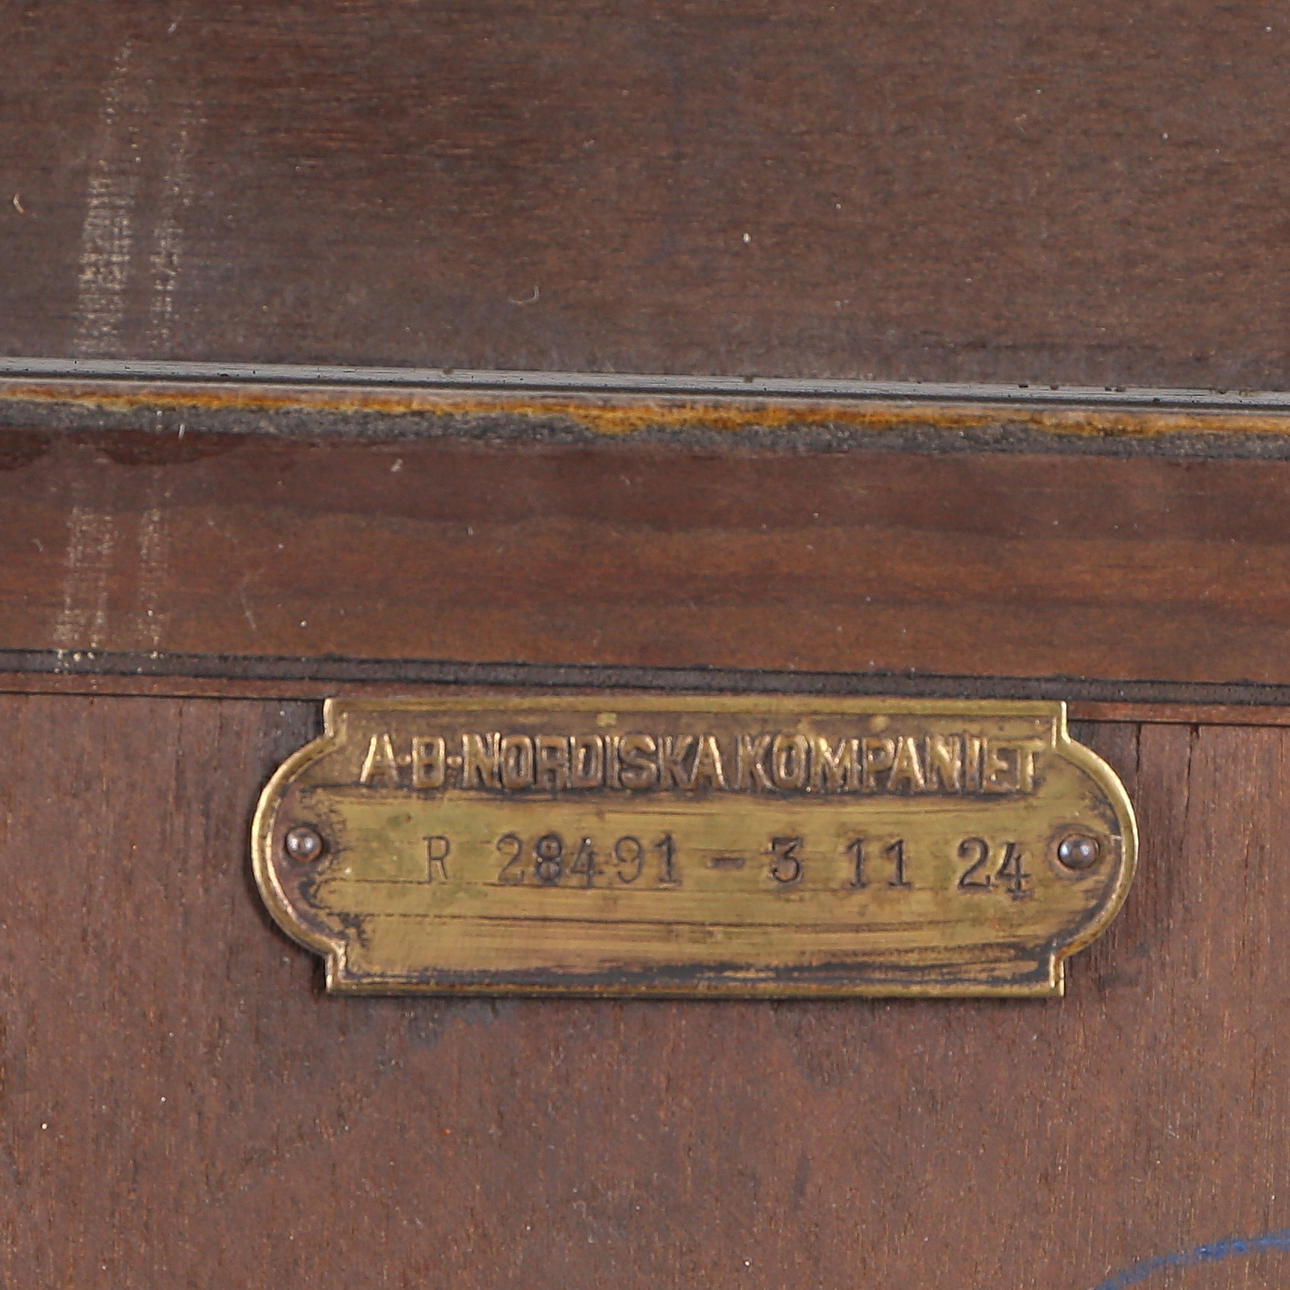 A·B·NORDISKA KOMPANIET
R 28491 - 3 11 24